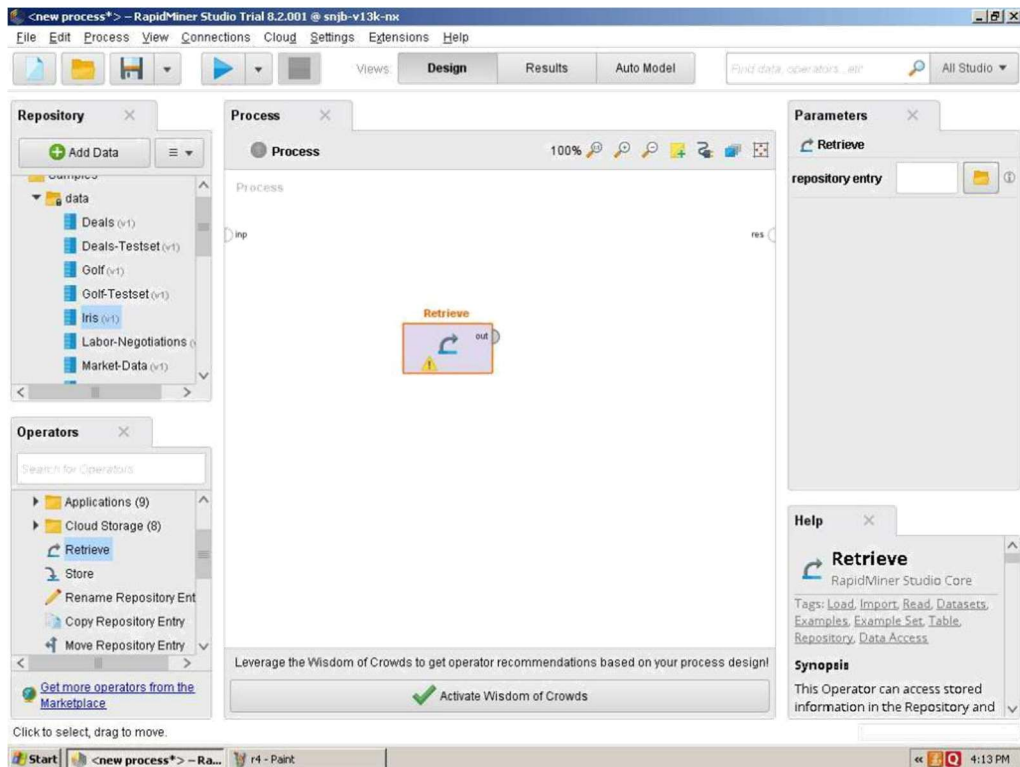 <new process*> – RapidMiner Studio Trial 8.2.001 @ snjb-v13k-nx
File Edit Process View Connections Cloud Settings Extensions Help
Views: Design Results Auto Model Find data, operators...etc All Studio
Repository
Add Data
Samples
data
Deals (v1)
Deals-Testset (v1)
Golf (v1)
Golf-Testset (v1)
Iris (v1)
Labor-Negotiations (
Market-Data (v1)
Operators
Search for Operators
Applications (9)
Cloud Storage (8)
Retrieve
Store
Rename Repository Ent
Copy Repository Entry
Move Repository Entry
Get more operators from the
Marketplace
Process
Process 100%
Process
inp res
Retrieve
out
Leverage the Wisdom of Crowds to get operator recommendations based on your process design!
Activate Wisdom of Crowds
Parameters
Retrieve
repository entry
Help
Retrieve
RapidMiner Studio Core
Tags: Load, Import, Read, Datasets,
Examples, Example Set, Table,
Repository, Data Access
Synopsis
This Operator can access stored
information in the Repository and
Click to select, drag to move.
Start <new process*> – Ra... r4 - Paint « Q 4:13 PM